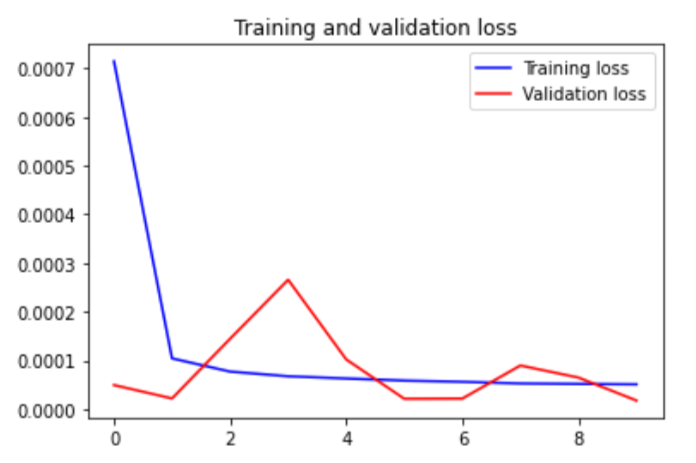 Training and validation loss
0.0007
Training loss
Validation loss
0.0006
0.0005
0.0004
0.0003
0.0002
0.0001
0.0000
0 2 4 6 8